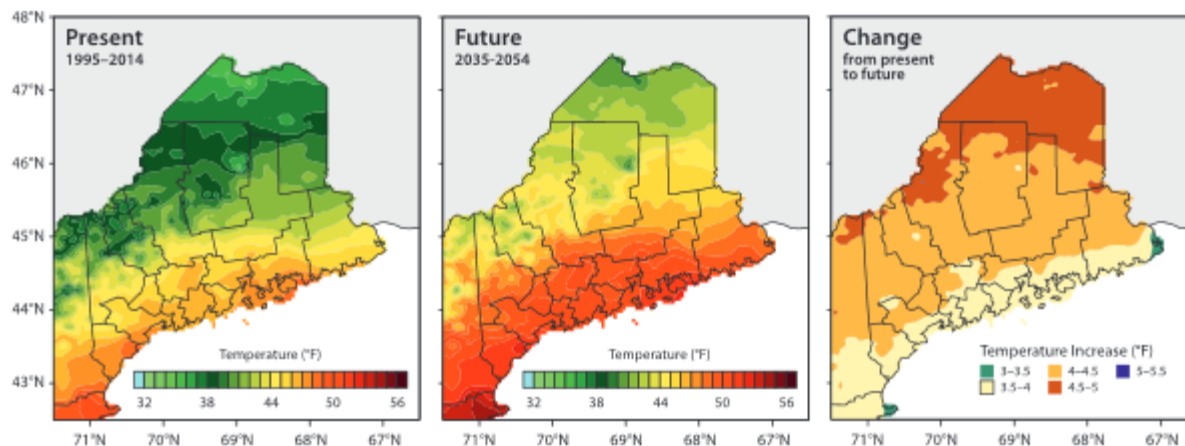 48°N
47°N
46°N
45°N
44°N
43°N
Present
1995–2014
Temperature (°F)
32 38 44 50 56
71°N 70°N 69°N 68°N 67°N
Future
2035-2054
Temperature (°F)
32 38 44 50 56
71°N 70°N 69°N 68°N 67°N
Change
from present
to future
Temperature Increase (°F)
3–3.5 4–4.5 5–5.5
3.5–4 4.5–5
71°N 70°N 69°N 68°N 67°N